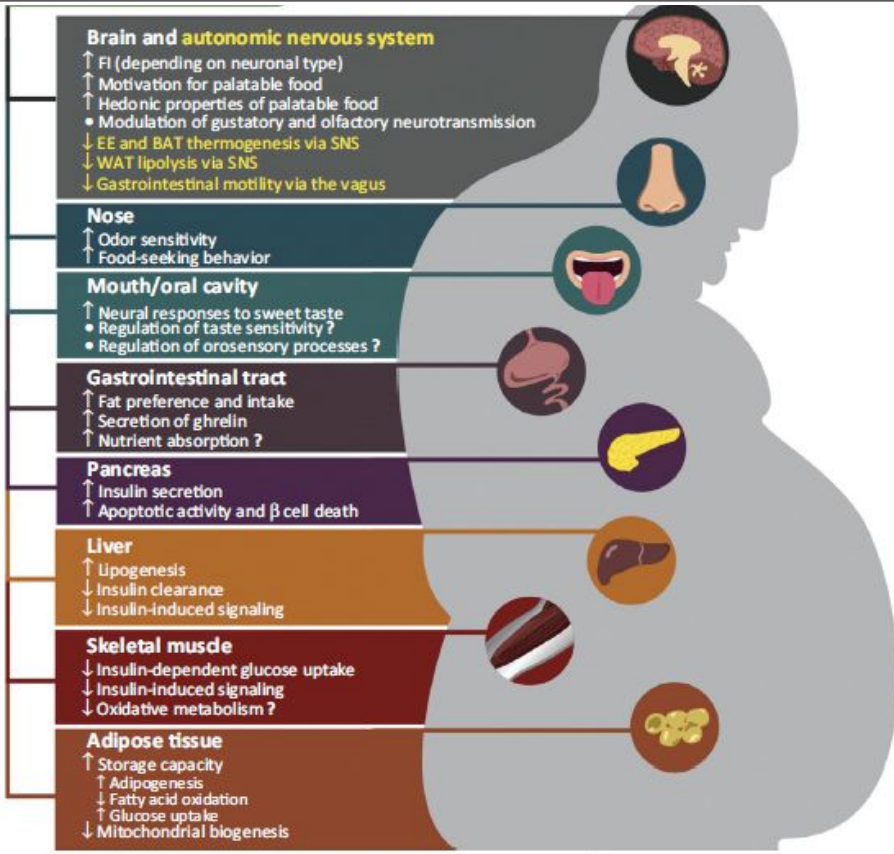 Brain and autonomic nervous system
↑ FI (depending on neuronal type)
↑ Motivation for palatable food
↑ Hedonic properties of palatable food
• Modulation of gustatory and olfactory neurotransmission
↓ EE and BAT thermogenesis via SNS
↓ WAT lipolysis via SNS
↓ Gastrointestinal motility via the vagus
Nose
↑ Odor sensitivity
↑ Food-seeking behavior
Mouth/oral cavity
↑ Neural responses to sweet taste
• Regulation of taste sensitivity ?
• Regulation of orosensory processes ?
Gastrointestinal tract
↑ Fat preference and intake
↑ Secretion of ghrelin
↑ Nutrient absorption ?
Pancreas
↑ Insulin secretion
↑ Apoptotic activity and β cell death
Liver
↑ Lipogenesis
↓ Insulin clearance
↓ Insulin-induced signaling
Skeletal muscle
↓ Insulin-dependent glucose uptake
↓ Insulin-induced signaling
↓ Oxidative metabolism ?
Adipose tissue
↑ Storage capacity
↑ Adipogenesis
↓ Fatty acid oxidation
↑ Glucose uptake
↓ Mitochondrial biogenesis